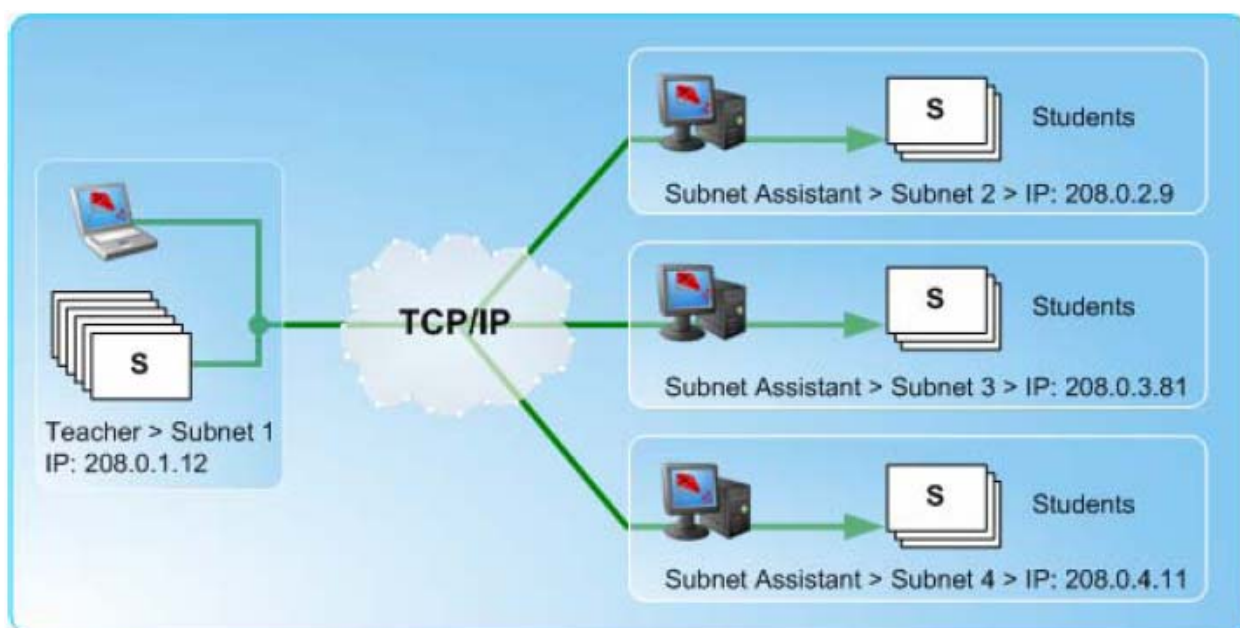 S
Teacher > Subnet 1
IP: 208.0.1.12
TCP/IP
S
Students
Subnet Assistant > Subnet 2 > IP: 208.0.2.9
S
Students
Subnet Assistant > Subnet 3 > IP: 208.0.3.81
S
Students
Subnet Assistant > Subnet 4 > IP: 208.0.4.11